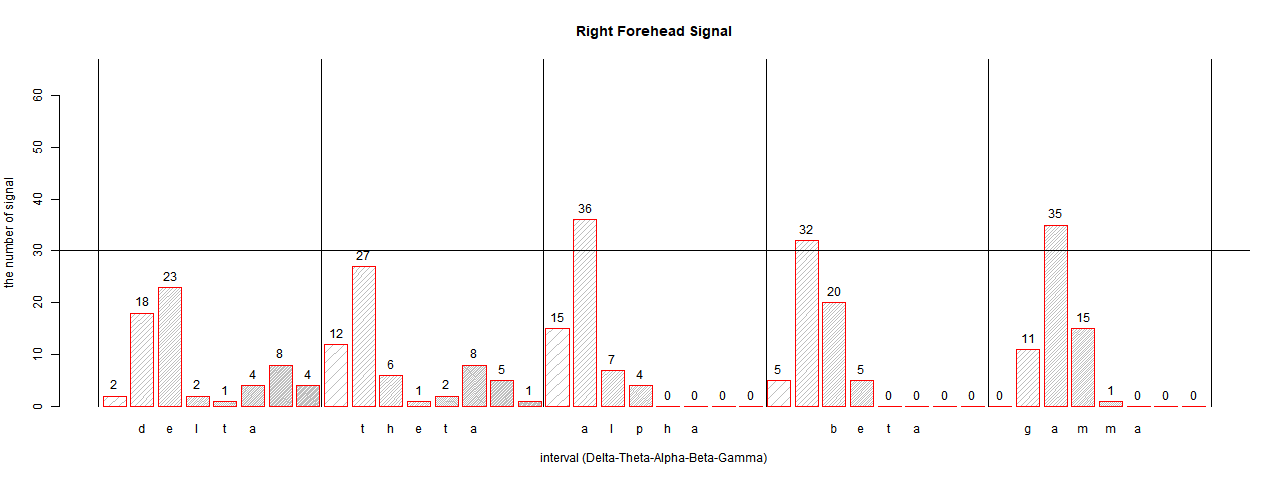 Right Forehead Signal
the number of signal
60
50
40
30
20
10
0
2 18 23 2 1 4 8 4 12 27 6 1 2 8 5 1 15 36 7 4 0 0 0 0 5 32 20 5 0 0 0 0 0 11 35 15 1 0 0 0
d e l t a t h e t a a l p h a b e t a g a m m a
interval (Delta-Theta-Alpha-Beta-Gamma)